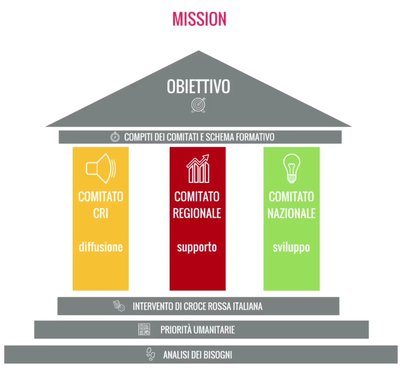 MISSION
OBIETTIVO
COMPITI DEI COMITATI E SCHEMA FORMATIVO
COMITATO
CRI
diffusione
COMITATO
REGIONALE
supporto
COMITATO
NAZIONALE
sviluppo
INTERVENTO DI CROCE ROSSA ITALIANA
PRIORITÀ UMANITARIE
ANALISI DEI BISOGNI